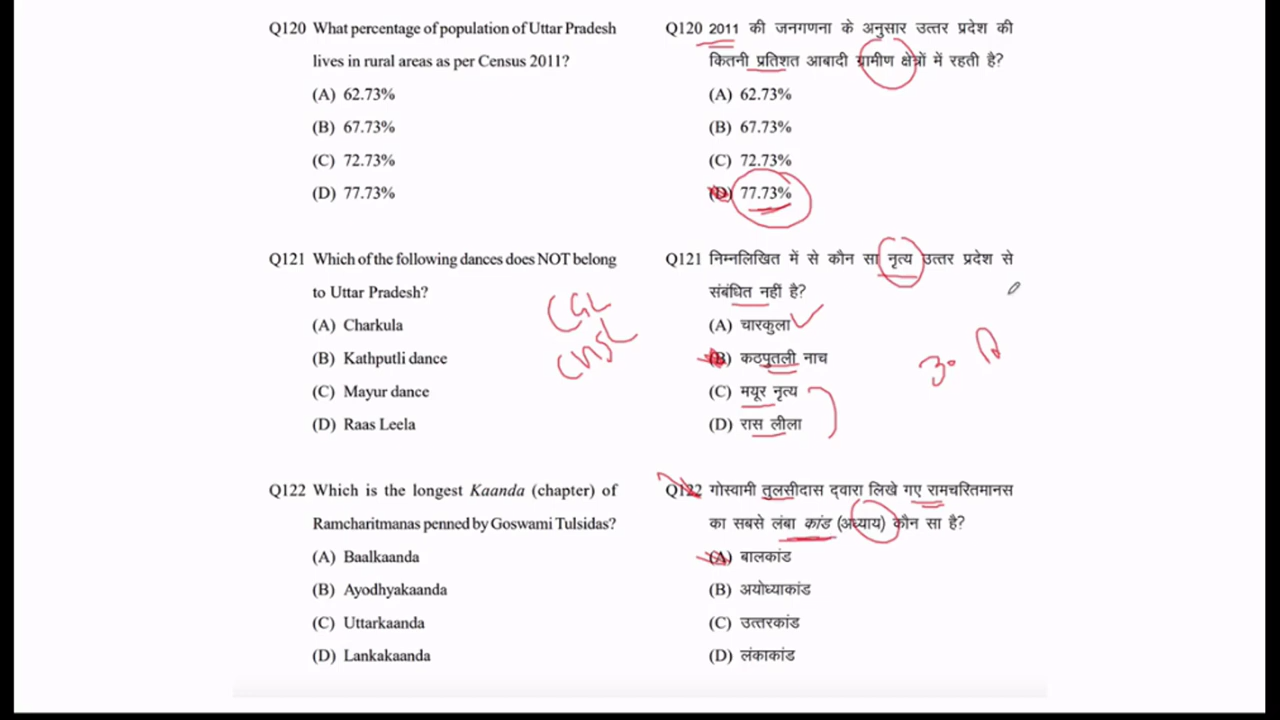 Q120 What percentage of population of Uttar Pradesh
lives in rural areas as per Census 2011?
(A) 62.73%
(B) 67.73%
(C) 72.73%
(D) 77.73%
Q121 Which of the following dances does NOT belong
to Uttar Pradesh?
(A) Charkula
(B) Kathputli dance
(C) Mayur dance
(D) Raas Leela
CGL
CHSL
Q122 Which is the longest Kaanda (chapter) of
Ramcharitmanas penned by Goswami Tulsidas?
(A) Baalkaanda
(B) Ayodhyakaanda
(C) Uttarkaanda
(D) Lankakaanda
Q120 2011 की जनगणना के अनुसार उत्तर प्रदेश की
कितनी प्रतिशत आबादी ग्रामीण क्षेत्रों में रहती है?
(A) 62.73%
(B) 67.73%
(C) 72.73%
(D) 77.73%
Q121 निम्नलिखित में से कौन सा नृत्य उत्तर प्रदेश से
संबंधित नहीं है?
(A) चारकुला
(B) कठपुतली नाच
(C) मयूर नृत्य
(D) रास लीला
Q122 गोस्वामी तुलसीदास द्वारा लिखे गए रामचरितमानस
का सबसे लंबा कांड (अध्याय) कौन सा है?
(A) बालकांड
(B) अयोध्याकांड
(C) उत्तरकांड
(D) लंकाकांड